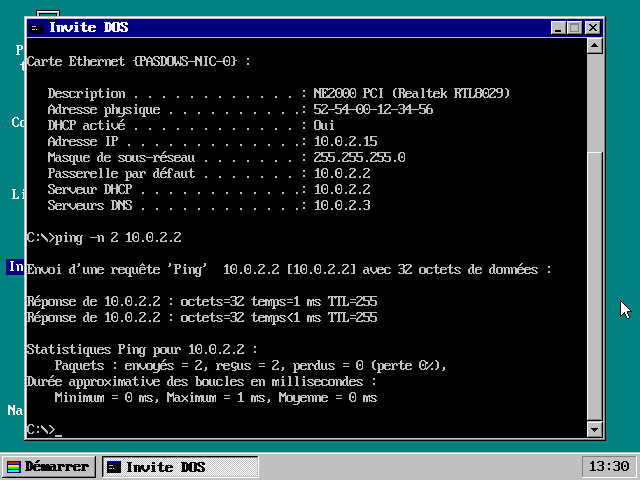 Invite DOS
P
Carte Ethernet {PASDOWS-NIC-0} :
Description . . . . . . . . . . . . . : NE2000 PCI (Realtek RTL8029)
Adresse physique . . . . . . . . . . .: 52-54-00-12-34-56
DHCP activé . . . . . . . . . . . . . : Oui
Adresse IP . . . . . . . . . . . . . .: 10.0.2.15
Masque de sous-réseau . . . . . . . . : 255.255.255.0
Passerelle par défaut . . . . . . . . : 10.0.2.2
Serveur DHCP . . . . . . . . . . . . .: 10.0.2.2
Serveurs DNS . . . . . . . . . . . . .: 10.0.2.3
C:\>ping -n 2 10.0.2.2
Envoi d'une requête 'Ping'  10.0.2.2 [10.0.2.2] avec 32 octets de données :
Réponse de 10.0.2.2 : octets=32 temps=1 ms TTL=255
Réponse de 10.0.2.2 : octets=32 temps<1 ms TTL=255
Statistiques Ping pour 10.0.2.2 :
Paquets : envoyés = 2, reçus = 2, perdus = 0 (perte 0%),
Durée approximative des boucles en millisecondes :
Minimum = 0 ms, Maximum = 1 ms, Moyenne = 0 ms
C:\>_
Co
Li
In
Na
Démarrer
Invite DOS
13:30